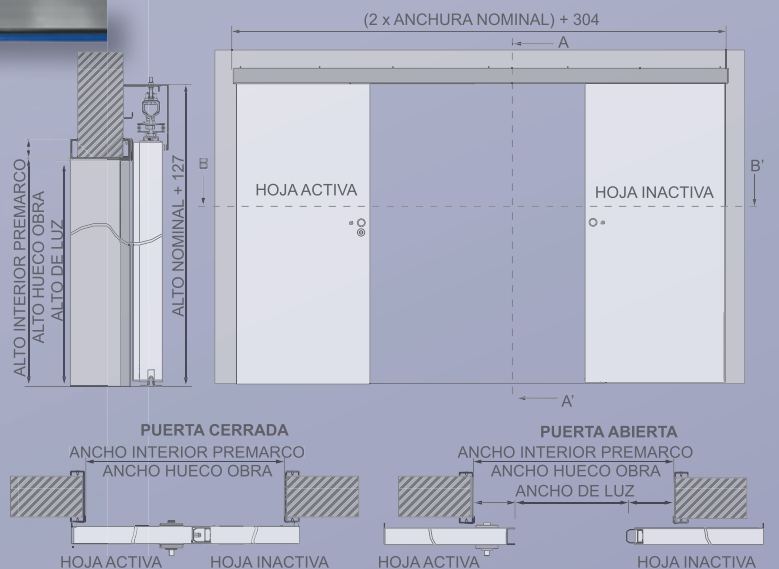 (2 x ANCHURA NOMINAL) + 304
A
ALTO INTERIOR PREMARCO
ALTO HUECO OBRA
ALTO DE LUZ
ALTO NOMINAL + 127
B
B'
HOJA ACTIVA
HOJA INACTIVA
A'
PUERTA CERRADA
ANCHO INTERIOR PREMARCO
ANCHO HUECO OBRA
HOJA ACTIVA
HOJA INACTIVA
PUERTA ABIERTA
ANCHO INTERIOR PREMARCO
ANCHO HUECO OBRA
ANCHO DE LUZ
HOJA ACTIVA
HOJA INACTIVA